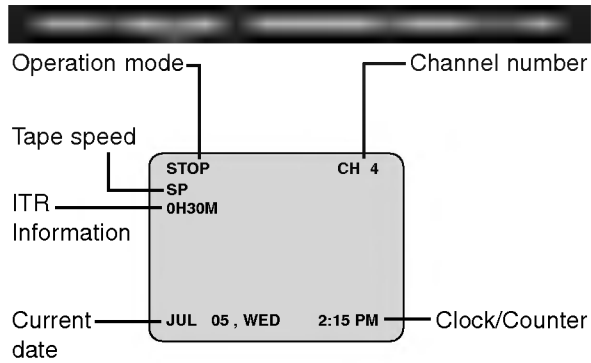 Operation mode
Channel number
Tape speed
STOP
CH 4
SP
ITR
Information
0H30M
Current
date
JUL 05 , WED
2:15 PM
Clock/Counter